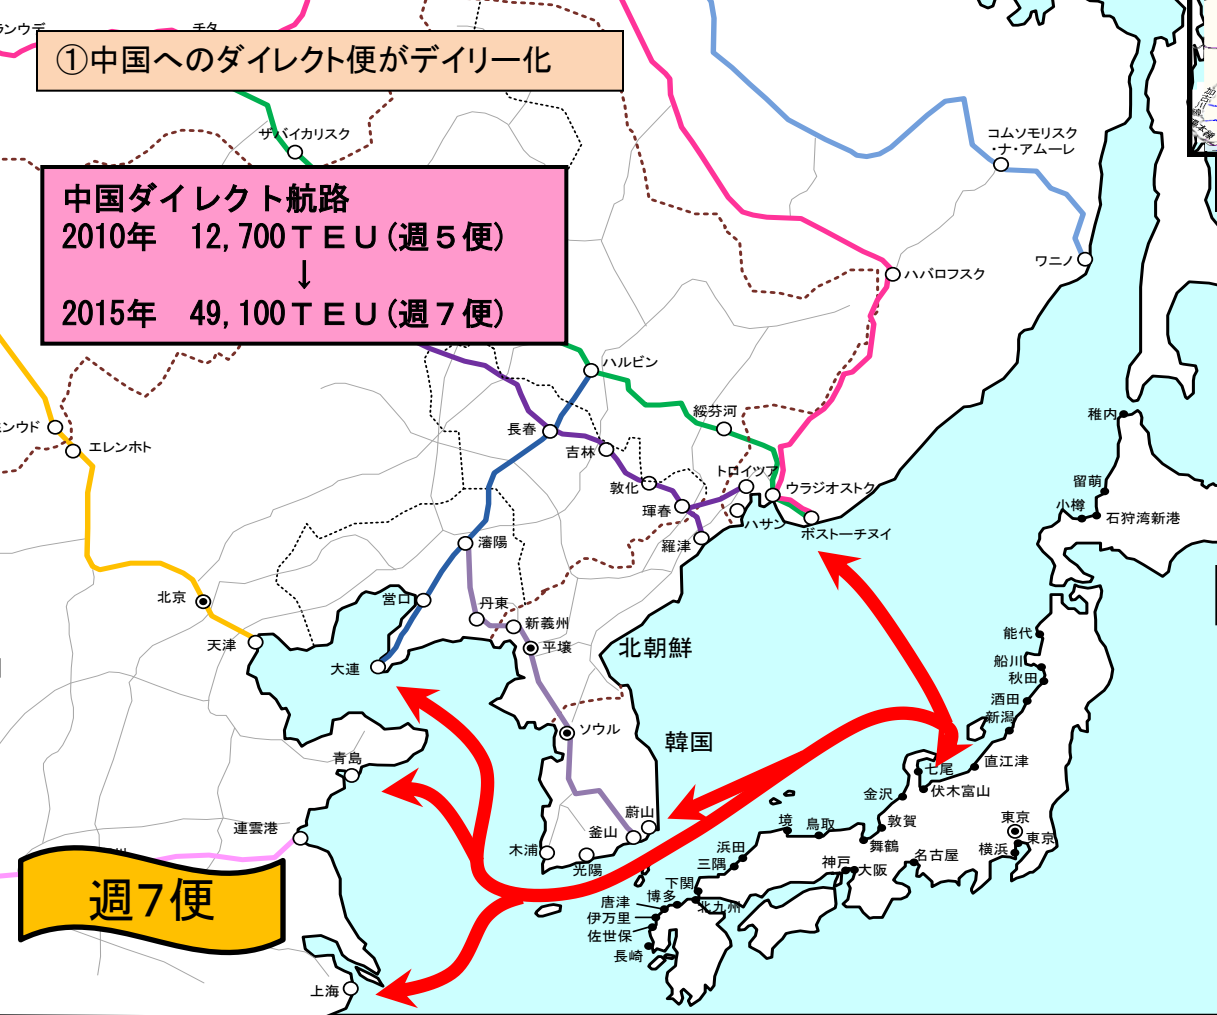 チタ
①中国へのダイレクト便がデイリー化
ザバイカリスク
コムソモリスク
・ナ・アムーレ
中国ダイレクト航路
2010年　12,700ＴＥＵ(週５便)
↓
2015年　49,100ＴＥＵ(週７便)
ワニノ
ハバロフスク
ハルビン
綏芬河
稚内
長春
エレンホト
吉林
トロイツァ
留萌
敦化
ウラジオストク
小樽
石狩湾新港
琿春
ハサン
ボストーチヌイ
羅津
瀋陽
北京
営口
丹東
新義州
平壌
北朝鮮
天津
大連
能代
船川
秋田
酒田
新潟
ソウル
韓国
青島
直江津
七尾
伏木富山
金沢
蔚山
釜山
連雲港
境
鳥取
敦賀
東京
東京
横浜
舞鶴
木浦
光陽
浜田
三隅
神戸
大阪
名古屋
下関
博多
唐津
北九州
伊万里
佐世保
長崎
週7便
上海